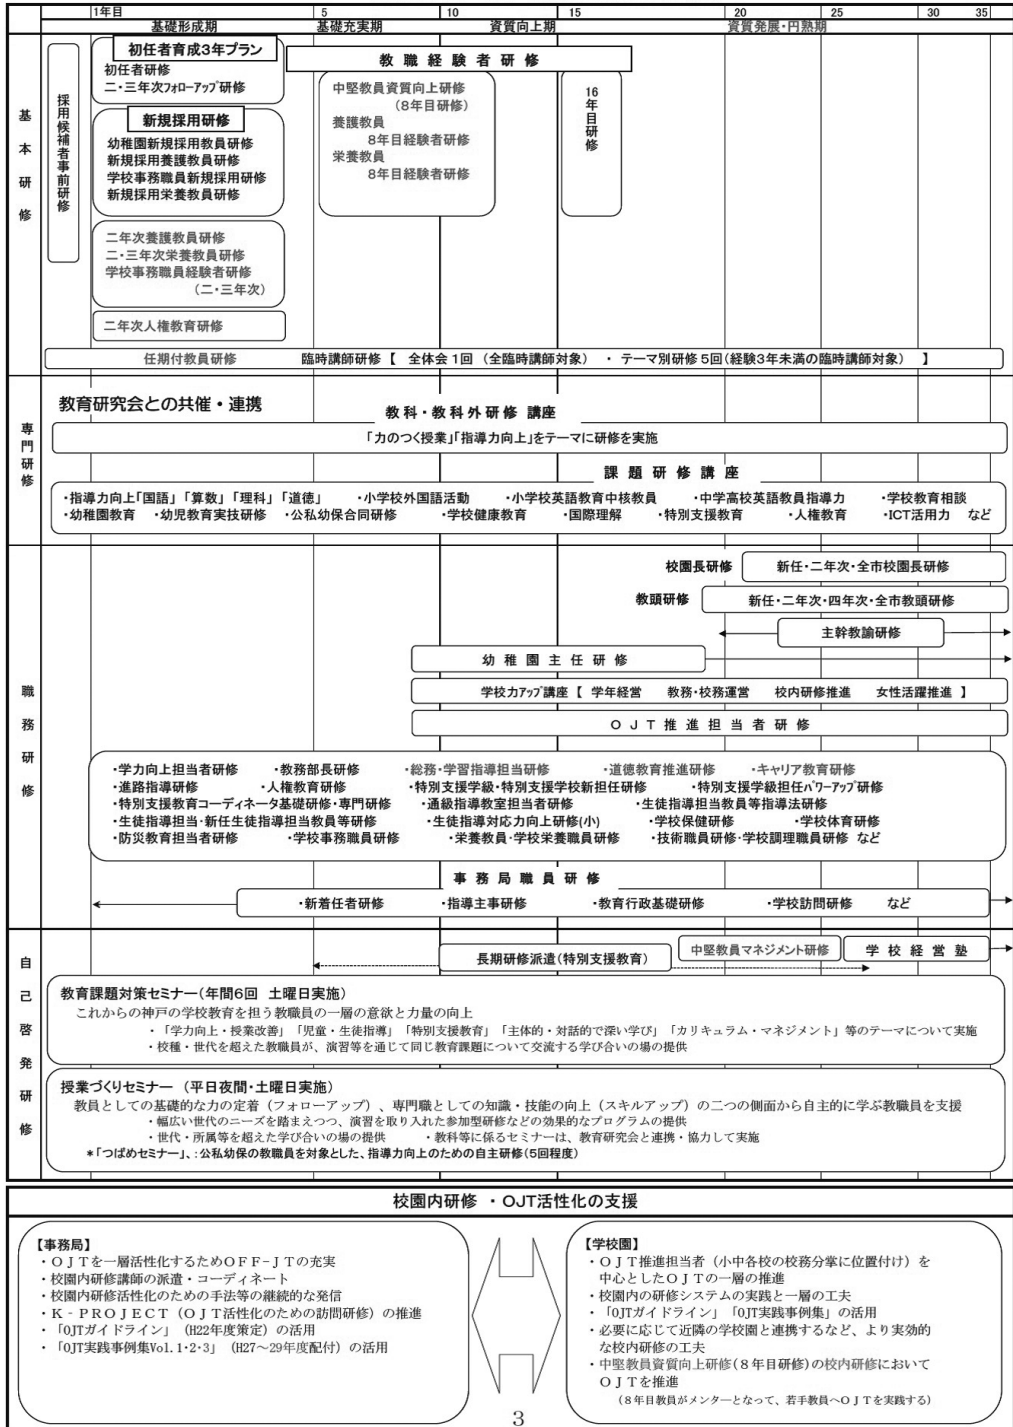 1年目 5 10 15 20 25 30 35
基礎形成期 基礎充実期 資質向上期 資質発展・円熟期
基本研修
採用候補者事前研修
初任者育成3年プラン
初任者研修
二・三年次フォローアップ研修
新規採用研修
幼稚園新規採用教員研修
新規採用養護教員研修
学校事務職員新規採用研修
新規採用栄養教員研修
二年次養護教員研修
二・三年次栄養教員研修
学校事務職員経験者研修
(二・三年次)
二年次人権教育研修
教職経験者研修
中堅教員資質向上研修
(8年目研修)
養護教員
8年目経験者研修
栄養教員
8年目経験者研修
16年目研修
任期付教員研修 臨時講師研修【 全体会1回 (全臨時講師対象) ・ テーマ別研修5回(経験3年未満の臨時講師対象) 】
専門研修
教育研究会との共催・連携
教科・教科外研修 講座
「力のつく授業」「指導力向上」をテーマに研修を実施
課題研修講座
・指導力向上「国語」「算数」「理科」「道徳」 ・小学校外国語活動 ・小学校英語教育中核教員 ・中学高校英語教員指導力 ・学校教育相談
・幼稚園教育 ・幼児教育実技研修 ・公私幼保合同研修 ・学校健康教育 ・国際理解 ・特別支援教育 ・人権教育 ・ICT活用力 など
職務研修
校園長研修 新任・二年次・全市校園長研修
教頭研修 新任・二年次・四年次・全市教頭研修
主幹教諭研修
幼稚園主任研修
学校力アップ講座【 学年経営 教務・校務運営 校内研修推進 女性活躍推進 】
OJT推進担当者研修
・学力向上担当者研修 ・教務部長研修 ・総務・学習指導担当研修 ・道徳教育推進研修 ・キャリア教育研修
・進路指導研修 ・人権教育研修 ・特別支援学級・特別支援学校新担任研修 ・特別支援学級担任パワーアップ研修
・特別支援教育コーディネータ基礎研修・専門研修 ・通級指導教室担当者研修 ・生徒指導担当教員等指導法研修
・生徒指導担当・新任生徒指導担当教員等研修 ・生徒指導対応力向上研修(小) ・学校保健研修 ・学校体育研修
・防災教育担当者研修 ・学校事務職員研修 ・栄養教員・学校栄養職員研修 ・技術職員研修・学校調理職員研修 など
事務局職員研修
・新着任者研修 ・指導主事研修 ・教育行政基礎研修 ・学校訪問研修 など
自己啓発研修
長期研修派遣(特別支援教育) 中堅教員マネジメント研修 学校経営塾
教育課題対策セミナー(年間6回 土曜日実施)
これからの神戸の学校教育を担う教職員の一層の意欲と力量の向上
・「学力向上・授業改善」「児童・生徒指導」「特別支援教育」「主体的・対話的で深い学び」「カリキュラム・マネジメント」等のテーマについて実施
・校種・世代を超えた教職員が、演習等を通じて同じ教育課題について交流する学び合いの場の提供
授業づくりセミナー (平日夜間・土曜日実施)
教員としての基礎的な力の定着(フォローアップ)、専門職としての知識・技能の向上(スキルアップ)の二つの側面から自主的に学ぶ教職員を支援
・幅広い世代のニーズを踏まえつつ、演習を取り入れた参加型研修などの効果的なプログラムの提供
・世代・所属等を超えた学び合いの場の提供 ・教科等に係るセミナーは、教育研究会と連携・協力して実施
*「つばめセミナー」、:公私幼保の教職員を対象とした、指導力向上のための自主研修(5回程度)
校園内研修 ・OJT活性化の支援
【事務局】
・OJTを一層活性化するためOFF-JTの充実
・校園内研修講師の派遣・コーディネート
・校園内研修活性化のための手法等の継続的な発信
・K-PROJECT(OJT活性化のための訪問研修)の推進
・「OJTガイドライン」(H22年度策定)の活用
・「OJT実践事例集Vol.1・2・3」(H27~29年度配付)の活用
【学校園】
・OJT推進担当者(小中各校の校務分掌に位置付け)を
中心としたOJTの一層の推進
・校園内の研修システムの実践と一層の工夫
・「OJTガイドライン」「OJT実践事例集」の活用
・必要に応じて近隣の学校園と連携するなど、より実効的
な校内研修の工夫
・中堅教員資質向上研修(8年目研修)の校内研修において
OJTを推進
(8年目教員がメンターとなって、若手教員へOJTを実践する)
3